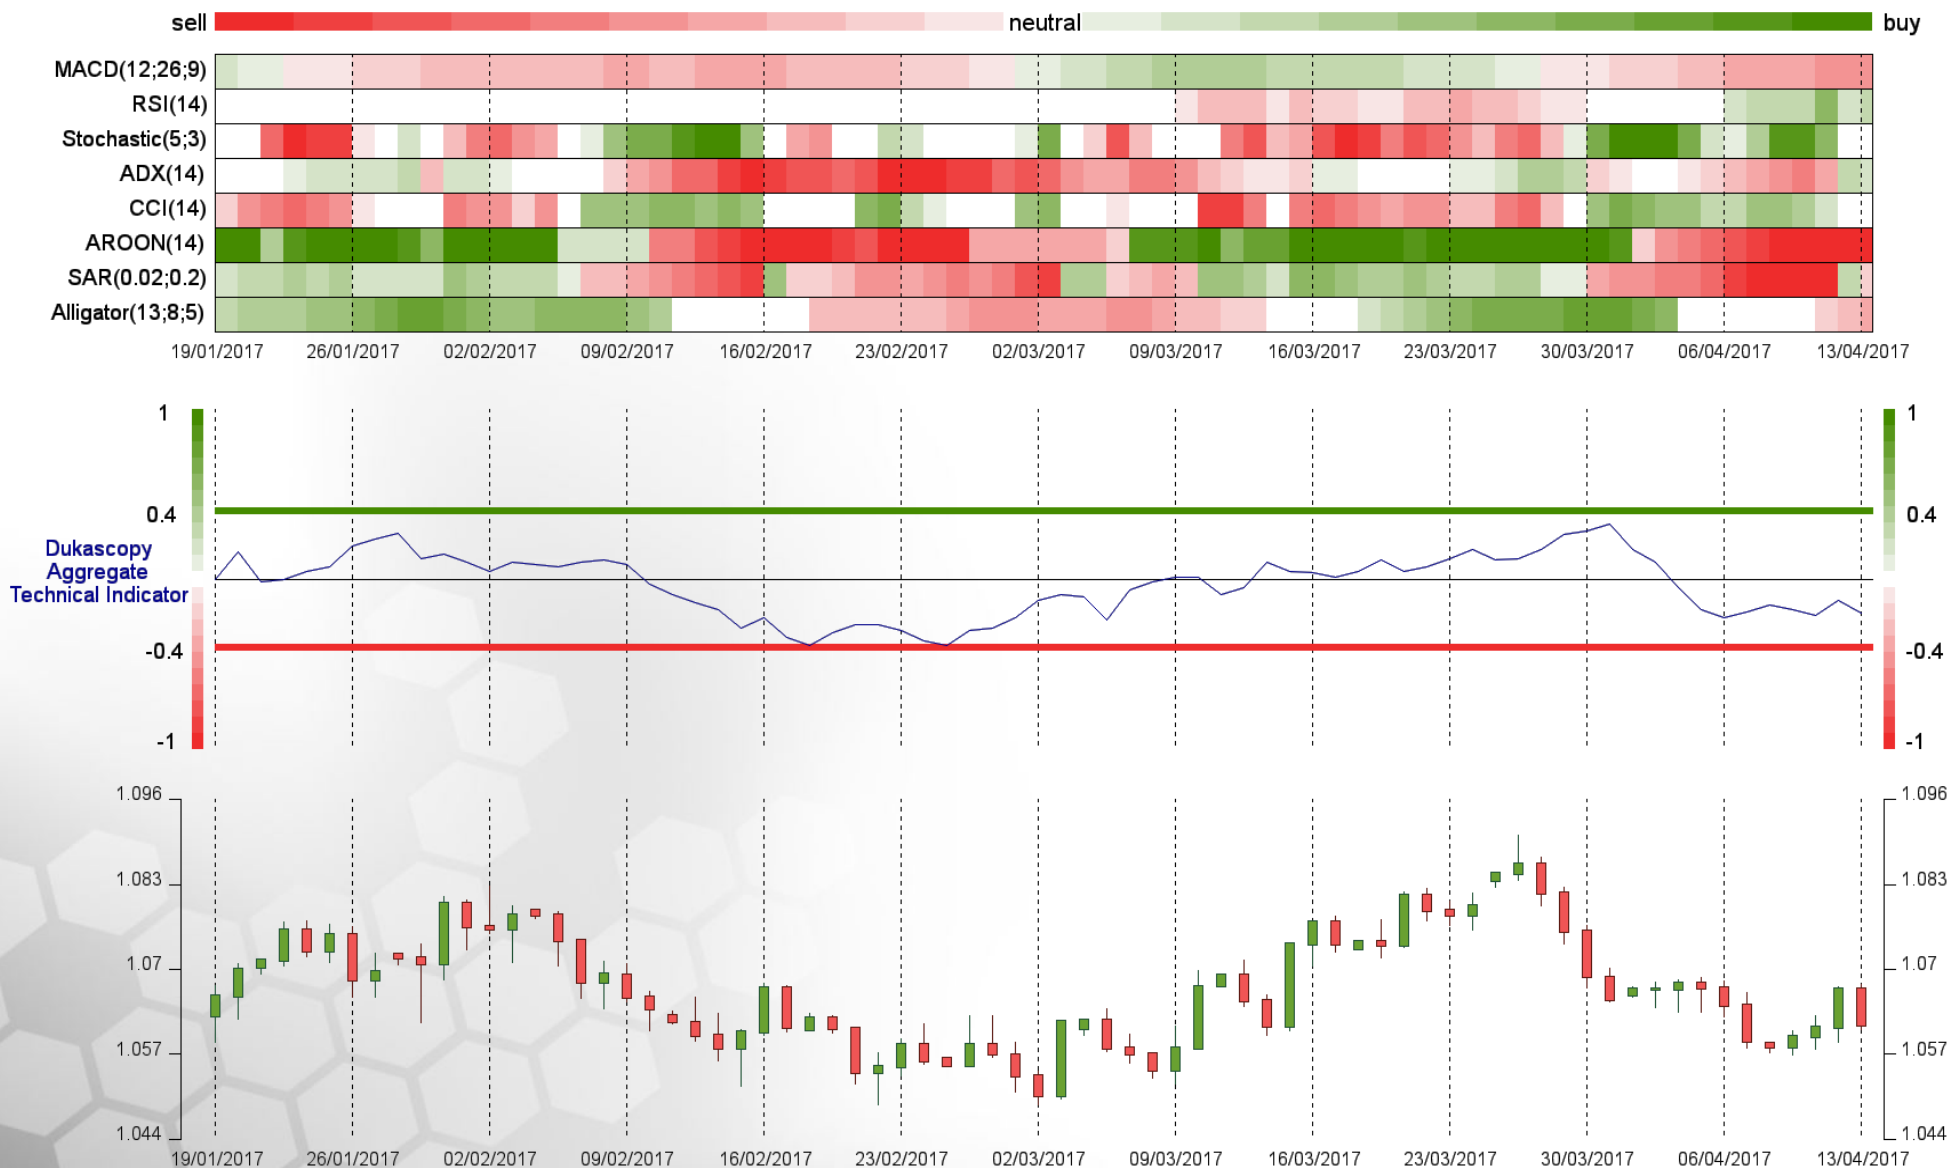 sell neutral buy
MACD(12;26;9)
RSI(14)
Stochastic(5;3)
ADX(14)
CCI(14)
AROON(14)
SAR(0.02;0.2)
Alligator(13;8;5)
19/01/2017 26/01/2017 02/02/2017 09/02/2017 16/02/2017 23/02/2017 02/03/2017 09/03/2017 16/03/2017 23/03/2017 30/03/2017 06/04/2017 13/04/2017
1 1
0.4 0.4
Dukascopy
Aggregate
Technical Indicator
-0.4 -0.4
-1 -1
1.096 1.096
1.083 1.083
1.07 1.07
1.057 1.057
1.044 1.044
19/01/2017 26/01/2017 02/02/2017 09/02/2017 16/02/2017 23/02/2017 02/03/2017 09/03/2017 16/03/2017 23/03/2017 30/03/2017 06/04/2017 13/04/2017